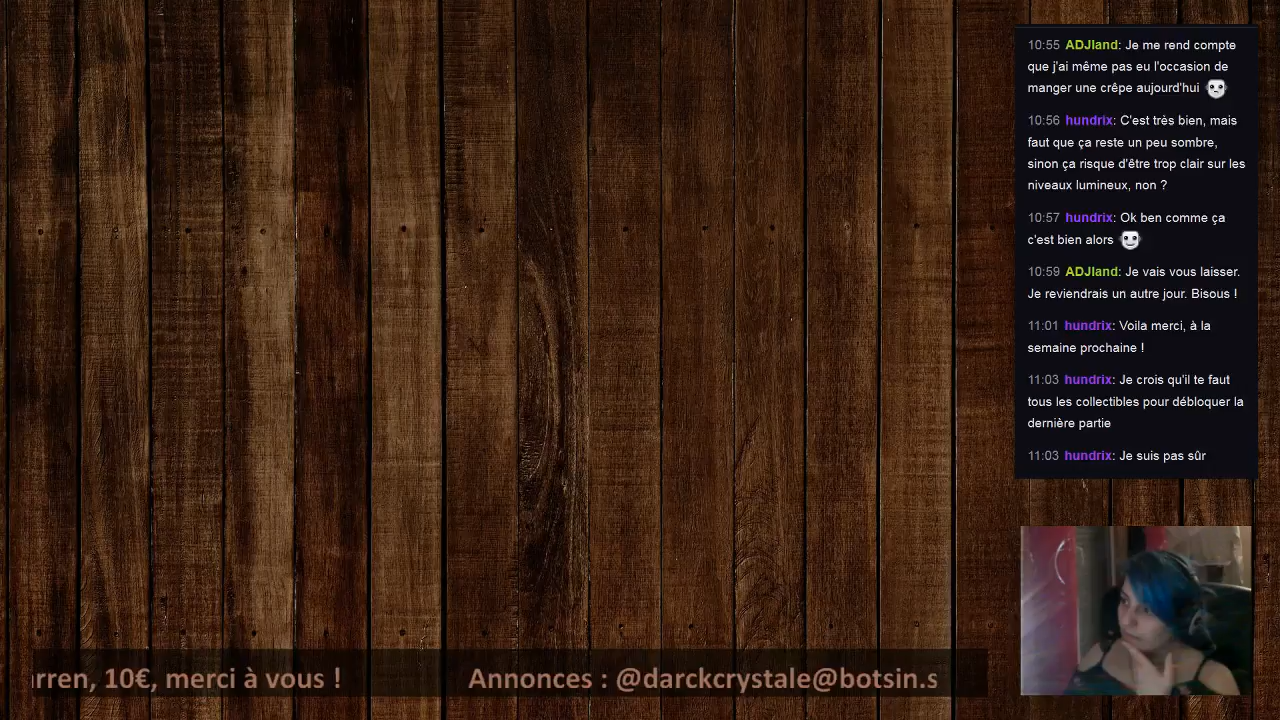 10:55 ADJland: Je me rend compte
que j'ai même pas eu l'occasion de
manger une crêpe aujourd'hui
10:56 hundrix: C'est très bien, mais
faut que ça reste un peu sombre,
sinon ça risque d'être trop clair sur les
niveaux lumineux, non ?
10:57 hundrix: Ok ben comme ça
c'est bien alors
10:59 ADJland: Je vais vous laisser.
Je reviendrais un autre jour. Bisous !
11:01 hundrix: Voila merci, à la
semaine prochaine !
11:03 hundrix: Je crois qu'il te faut
tous les collectibles pour débloquer la
dernière partie
11:03 hundrix: Je suis pas sûr
10€, merci à vous ! Annonces : @darckcrystale@botsin.s